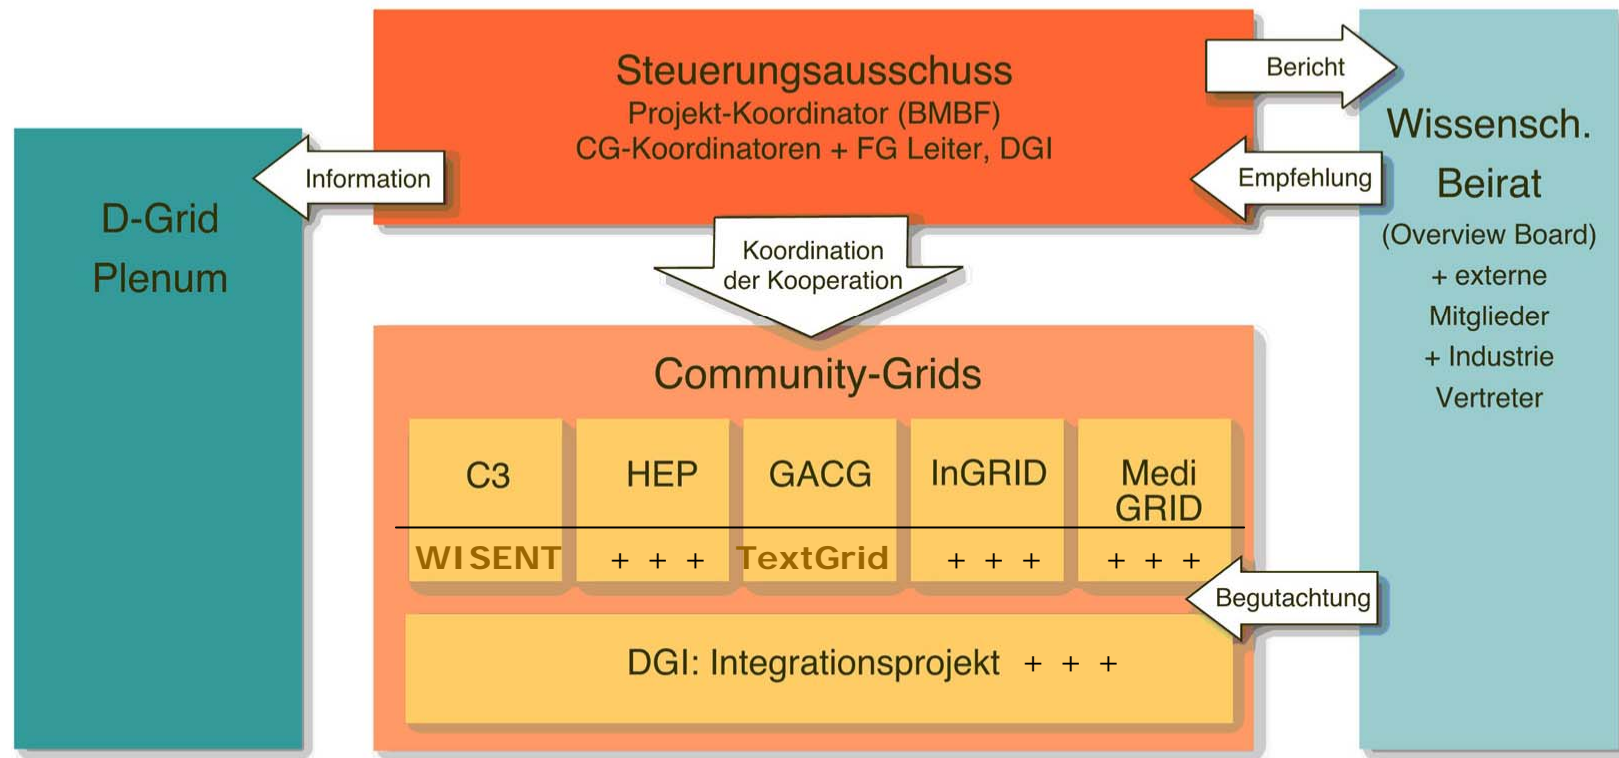 Steuerungsausschuss
Projekt-Koordinator (BMBF)
CG-Koordinatoren + FG Leiter, DGI
Bericht
Empfehlung
Information
Koordination
der Kooperation
D-Grid
Plenum
Wissensch.
Beirat
(Overview Board)
+ externe
Mitglieder
+ Industrie
Vertreter
Community-Grids
C3
HEP
GACG
InGRID
Medi
GRID
WISENT
+ + +
TextGrid
+ + +
+ + +
Begutachtung
DGI: Integrationsprojekt + + +